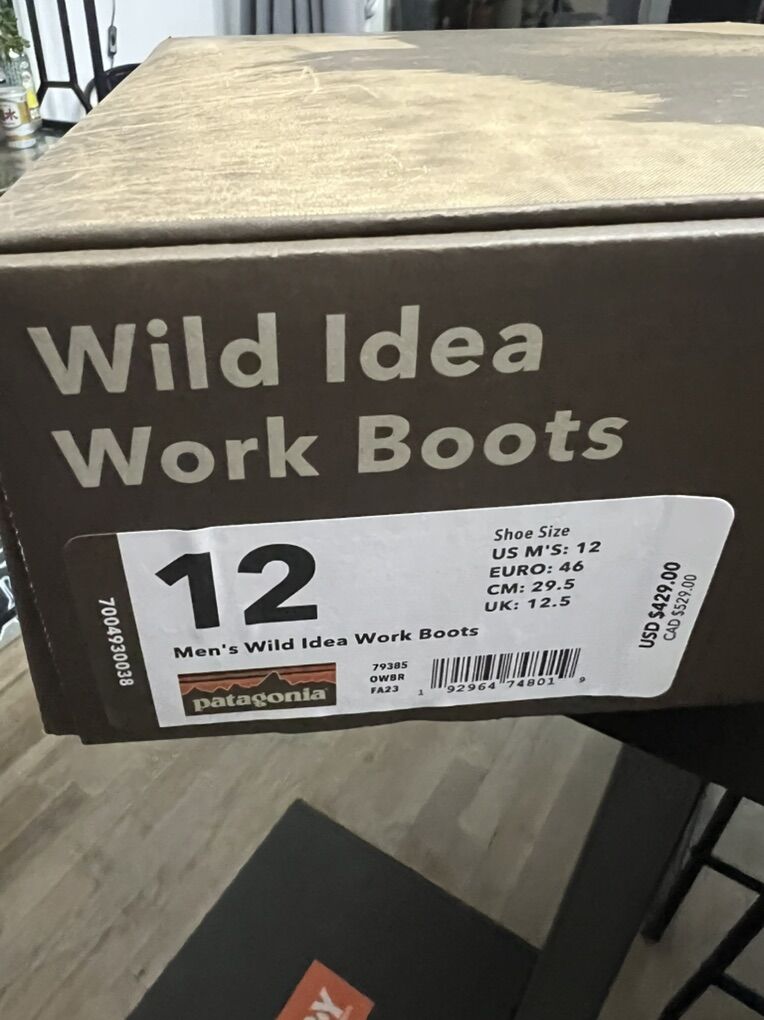 Wild Idea
Work Boots
12
Shoe Size
US M'S: 12
EURO: 46
CM: 29.5
UK: 12.5
Men's Wild Idea Work Boots
patagonia
79385
OWBR
FA23
1 92964 74801 9
USD $429.00
CAD $529.00
7004930038